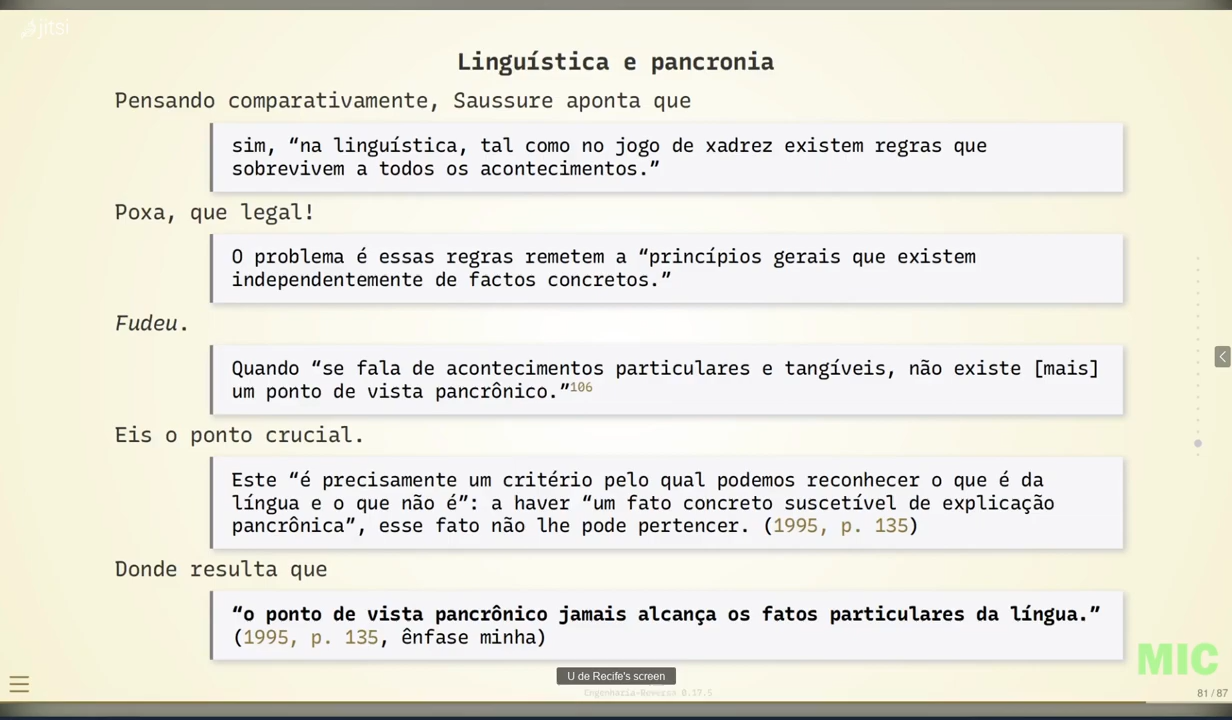 jitsi
Linguística e pancronia
Pensando comparativamente, Saussure aponta que
sim, “na linguística, tal como no jogo de xadrez existem regras que
sobrevivem a todos os acontecimentos.”
Poxa, que legal!
O problema é essas regras remetem a “princípios gerais que existem
independentemente de factos concretos.”
Fudeu.
Quando “se fala de acontecimentos particulares e tangíveis, não existe [mais]
um ponto de vista pancrônico.”106
Eis o ponto crucial.
Este “é precisamente um critério pelo qual podemos reconhecer o que é da
língua e o que não é”: a haver “um fato concreto suscetível de explicação
pancrônica”, esse fato não lhe pode pertencer. (1995, p. 135)
Donde resulta que
“o ponto de vista pancrônico jamais alcança os fatos particulares da língua.”
(1995, p. 135, ênfase minha)
MIC
U de Recife's screen
Engenharia-Reversa 0.17.5
81 / 87